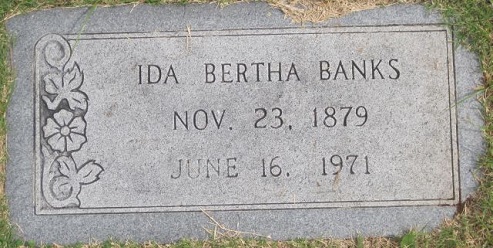 IDA BERTHA BANKS
NOV. 23, 1879
JUNE 16, 1971